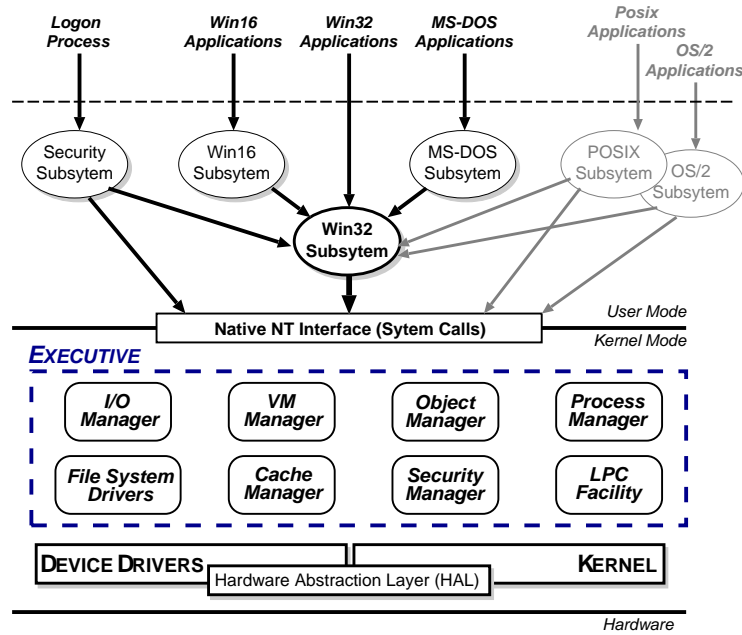 Logon
Process
Win16
Applications
Win32
Applications
MS-DOS
Applications
Posix
Applications
OS/2
Applications
Security
Subsytem
Win16
Subsytem
MS-DOS
Subsytem
POSIX
Subsytem
OS/2
Subsytem
Win32
Subsytem
Native NT Interface (Sytem Calls)
User Mode
Kernel Mode
EXECUTIVE
I/O
Manager
VM
Manager
Object
Manager
Process
Manager
File System
Drivers
Cache
Manager
Security
Manager
LPC
Facility
DEVICE DRIVERS
KERNEL
Hardware Abstraction Layer (HAL)
Hardware